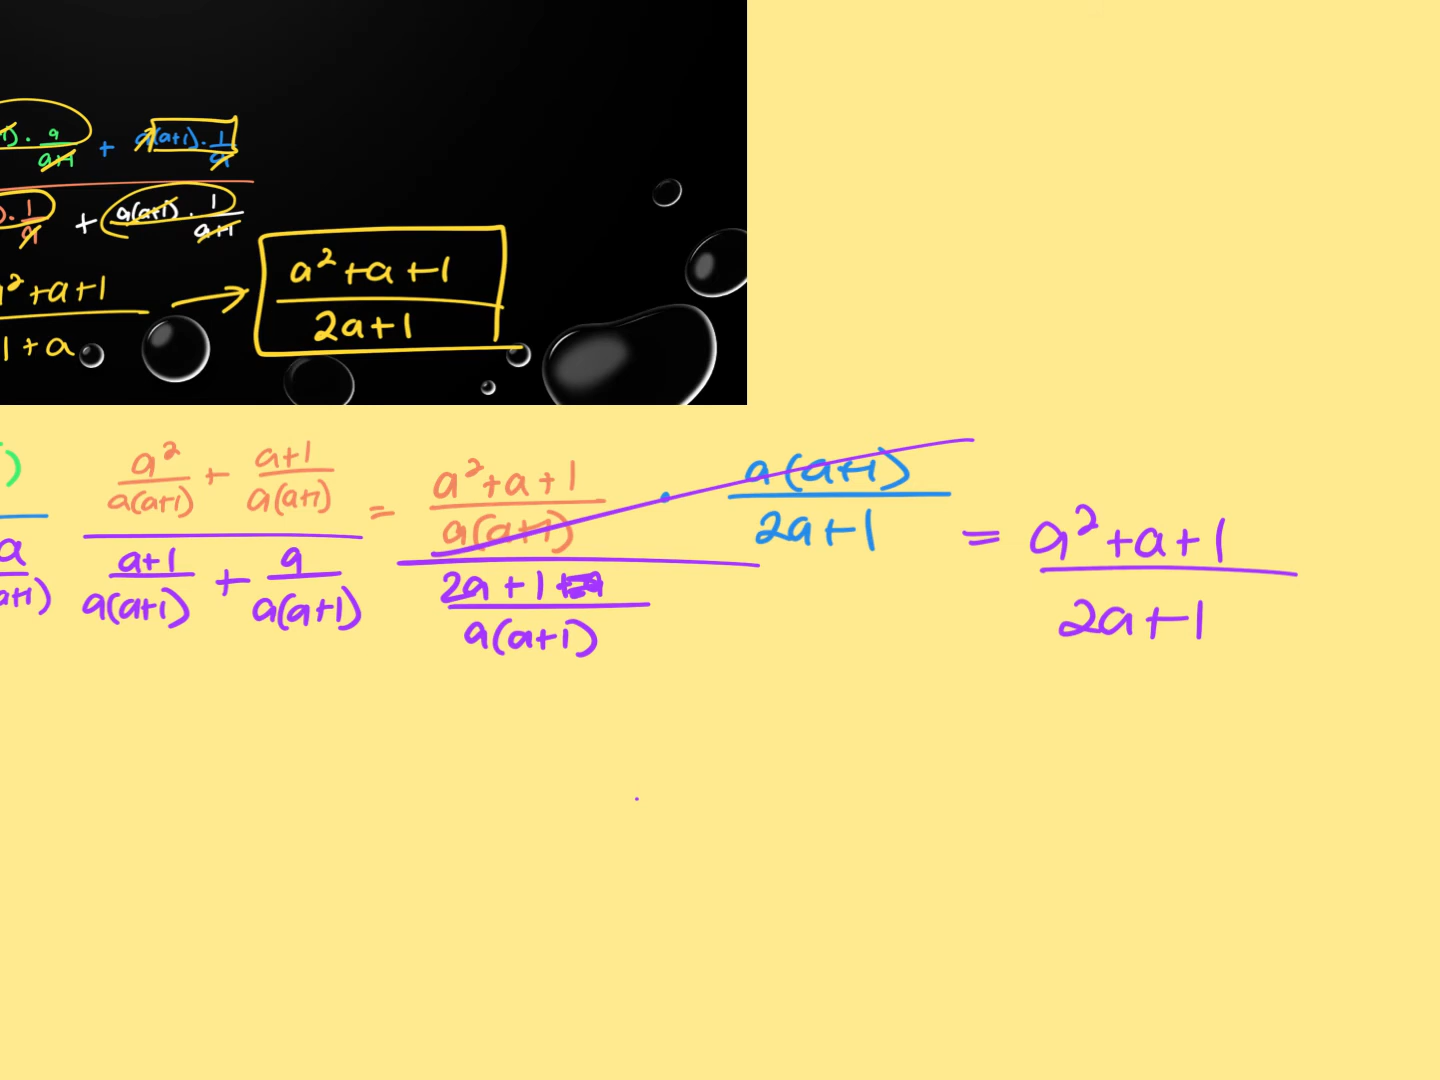 1) · a/(a+1) + a(a+1) · 1/a
) · 1/a + a(a+1) · 1/(a+1)
a²+a+1 / 1+a → a²+a+1 / 2a+1
) a²/a(a+1) + a+1/a(a+1) = a²+a+1/a(a+1) · a(a+1)/2a+1 = a²+a+1/2a+1
a/a+1) a+1/a(a+1) + a/a(a+1) 2a+1/a(a+1)